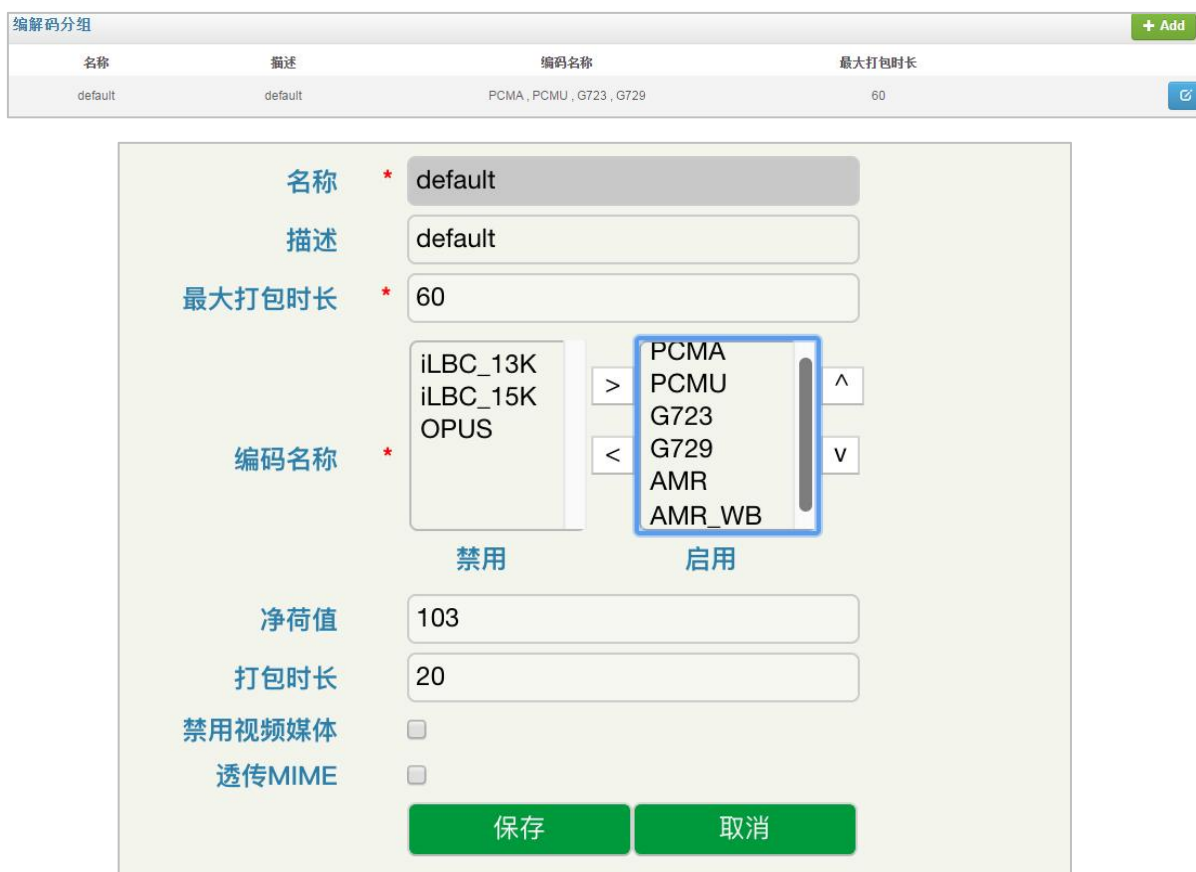 编解码分组 + Add
名称 描述 编码名称 最大打包时长
default default PCMA , PCMU , G723 , G729 60
名称 * default
描述 default
最大打包时长 * 60
编码名称 *
iLBC_13K
iLBC_15K
OPUS
>
<
PCMA
PCMU
G723
G729
AMR
AMR_WB
^
v
禁用 启用
净荷值 103
打包时长 20
禁用视频媒体
透传MIME
保存 取消